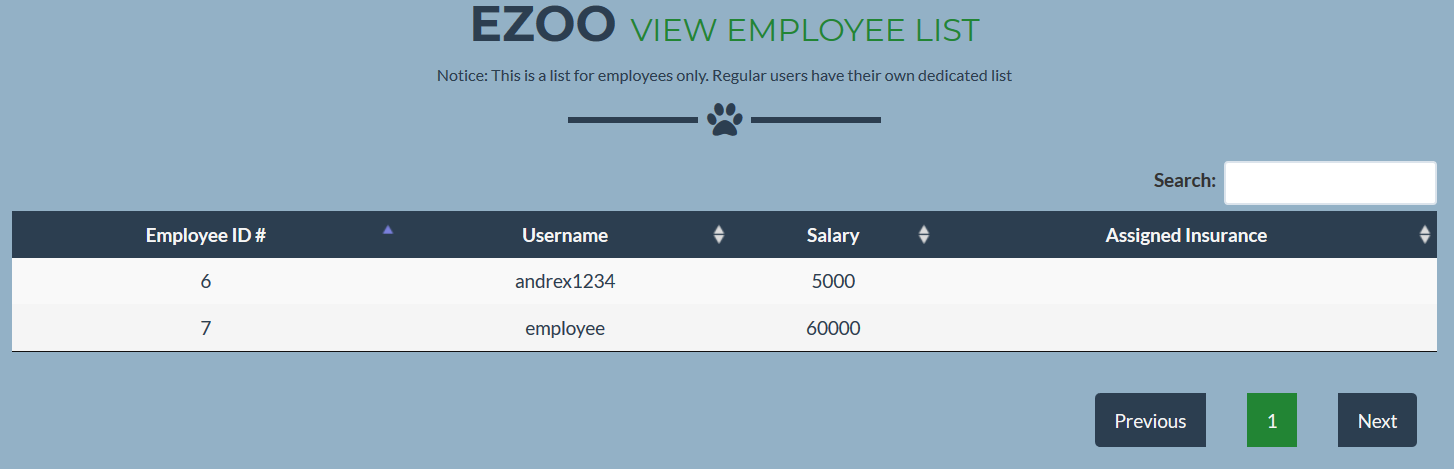 EZOO VIEW EMPLOYEE LIST
Notice: This is a list for employees only. Regular users have their own dedicated list
Search:
Employee ID # Username Salary Assigned Insurance
6 andrex1234 5000
7 employee 60000
Previous 1 Next